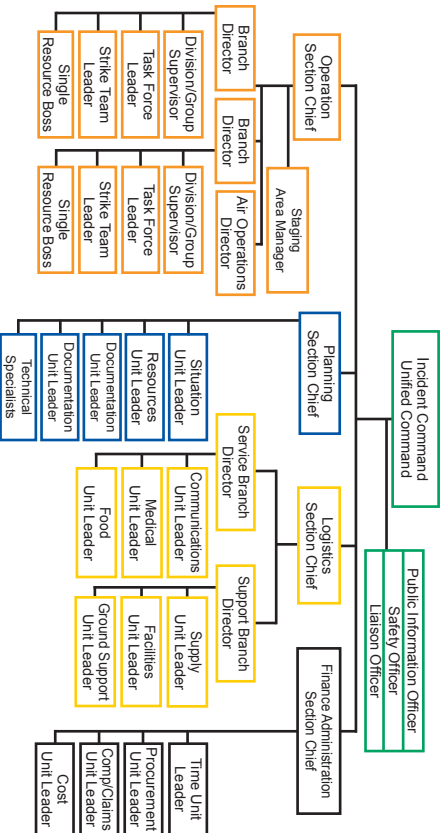 Incident Command
Unified Command
Public Information Officer
Safety Officer
Liaison Officer
Operation
Section Chief
Staging
Area Manager
Branch
Director
Branch
Director
Air Operations
Director
Division/Group
Supervisor
Task Force
Leader
Strike Team
Leader
Single
Resource Boss
Division/Group
Supervisor
Task Force
Leader
Strike Team
Leader
Single
Resource Boss
Planning
Section Chief
Situation
Unit Leader
Resources
Unit Leader
Documentation
Unit Leader
Documentation
Unit Leader
Technical
Specialists
Logistics
Section Chief
Service Branch
Director
Communications
Unit Leader
Medical
Unit Leader
Food
Unit Leader
Support Branch
Director
Supply
Unit Leader
Facilities
Unit Leader
Ground Support
Unit Leader
Finance Administration
Section Chief
Time Unit
Leader
Procurement
Unit Leader
Comp/Claims
Unit Leader
Cost
Unit Leader